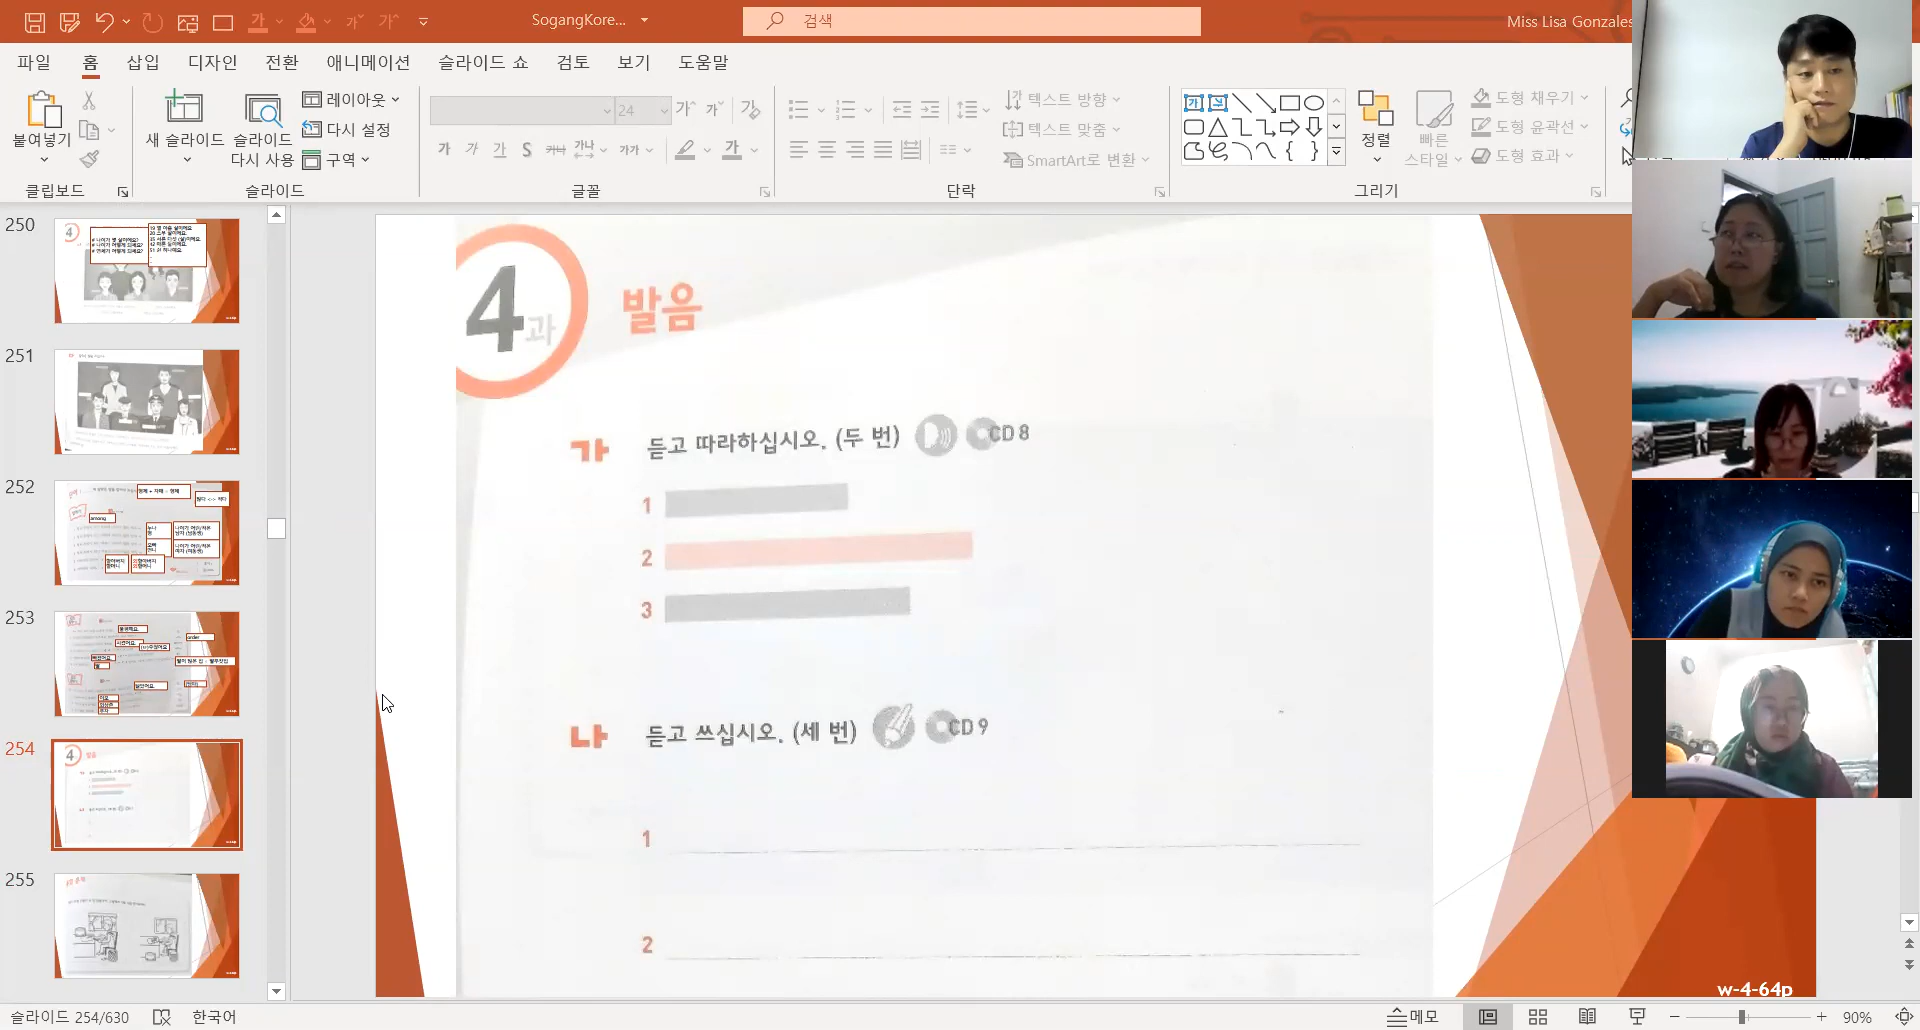 SogangKore...
검색
Miss Lisa Gonzales
파일 홈 삽입 디자인 전환 애니메이션 슬라이드 쇼 검토 보기 도움말
붙여넣기
클립보드
새 슬라이드
슬라이드 다시 사용
레이아웃
다시 설정
구역
슬라이드
24
글꼴
텍스트 방향
텍스트 맞춤
SmartArt로 변환
단락
정렬
빠른 스타일
도형 채우기
도형 윤곽선
도형 효과
그리기
250
251
252
253
254
255
4과
발음
가 듣고 따라하십시오. (두 번) CD 8
1
2
3
나 듣고 쓰십시오. (세 번) CD 9
1
2
w-4-64p
슬라이드 254/630
한국어
메모
90%